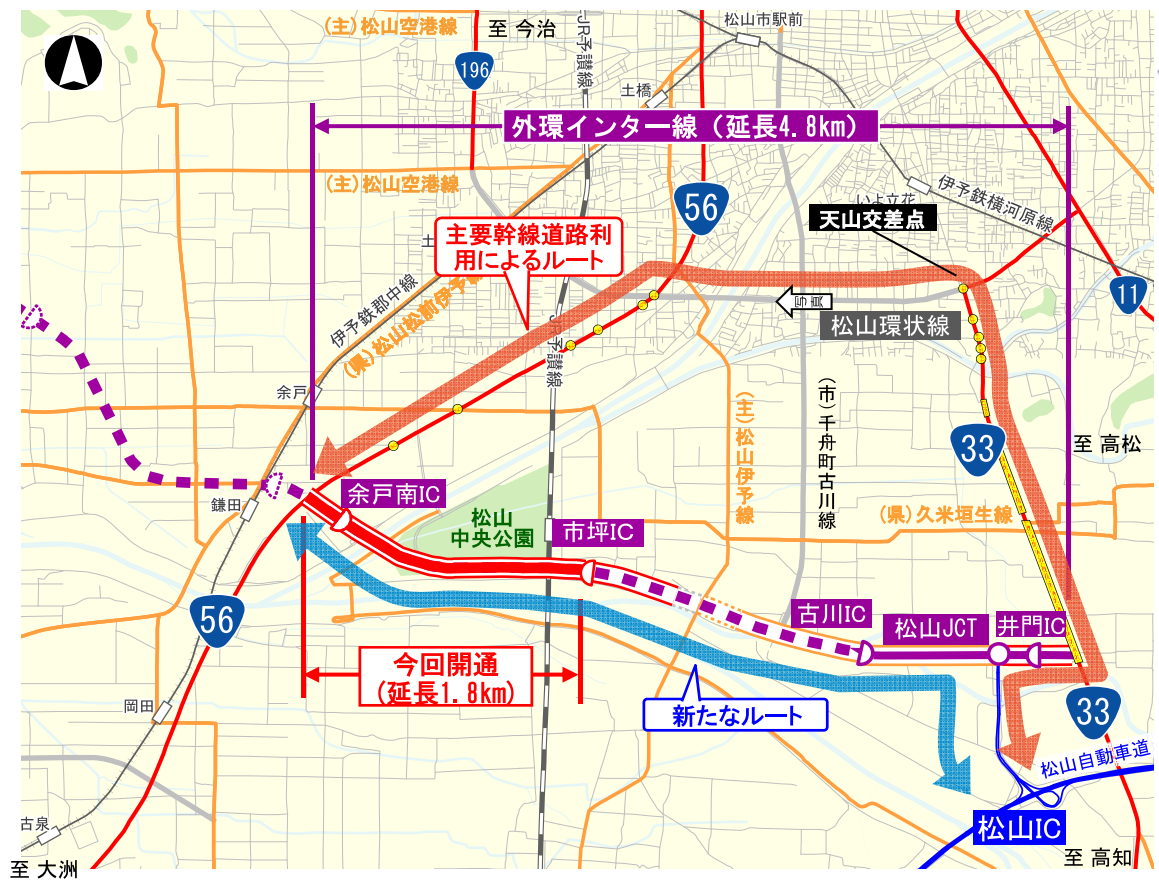 (主)松山空港線
至 今治
JR予讃線
松山市駅前
196
土橋
外環インター線（延長4.8km）
(主)松山空港線
56
いよ立花
伊予鉄横河原線
天山交差点
主要幹線道路利
用によるルート
土
11
写真
松山環状線
伊予鉄郡中線
(県)松山松前伊予線
JR予讃線
余戸
(主)松山伊予線
(市)千舟町古川線
33
至 高松
余戸南IC
鎌田
松山
中央公園
市坪IC
(県)久米垣生線
56
古川IC
松山JCT
井門IC
今回開通
(延長1.8km)
岡田
新たなルート
33
松山自動車道
古泉
松山IC
至 大洲
至 高知